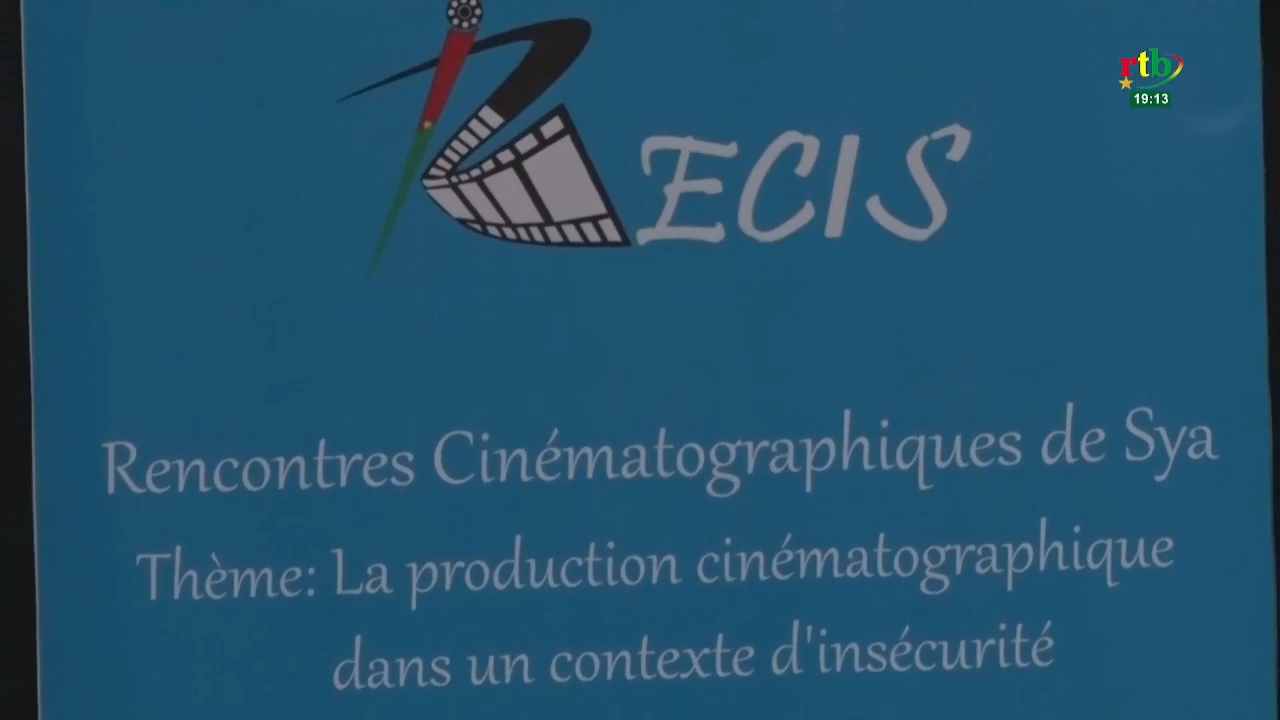 rtb
19:13
RECIS
Rencontres Cinématographiques de Sya
Thème: La production cinématographique
dans un contexte d'insécurité